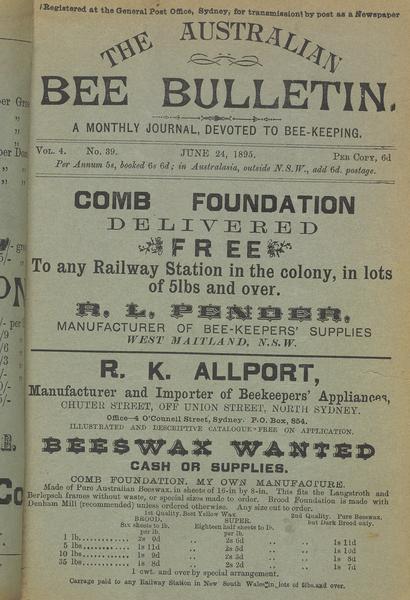 (Registered at the General Post Office, Sydney, for transmission by post as a Newspaper
THE AUSTRALIAN
BEE BULLETIN.
A MONTHLY JOURNAL, DEVOTED TO BEE-KEEPING.
VOL. 4. No. 39. JUNE 24, 1895. PER COPY, 6d
Per Annum 5s, booked 6s 6d; in Australasia, outside N.S.W., add 6d. postage.
COMB FOUNDATION
DELIVERED
FREE
To any Railway Station in the colony, in lots
of 5lbs and over.
R. L. PENDER,
MANUFACTURER OF BEE-KEEPERS' SUPPLIES
WEST MAITLAND, N.S.W.
R. K. ALLPORT,
Manufacturer and Importer of Beekeepers' Appliances,
CHUTER STREET, OFF UNION STREET, NORTH SYDNEY.
Office—4 O'Connell Street, Sydney. P.O. Box, 854.
ILLUSTRATED AND DESCRIPTIVE CATALOGUE FREE ON APPLICATION.
BEESWAX WANTED
CASH OR SUPPLIES.
COMB FOUNDATION. MY OWN MANUFACTURE.
Made of Pure Australian Beeswax, in sheets of 16-in by 8-in. This fits the Langstroth and
Berlepsch frames without waste, or special sizes made to order. Brood Foundation is made with
Denham Mill (recommended) unless ordered otherwise. Any size cut to order.
1st Quality. Best Yellow Wax. 2nd Quality. Pure Beeswax,
BROOD. SUPER. but Dark Brood only.
Six sheets to lb. Eighteen half sheets to lb.
per lb. per lb.
1 lb. 2s 0d 2s 6d 1s 11d
5 lbs 1s 11d 2s 5d 1s 10d
10 lbs 1s 9d 2s 3d 1s 8d
35 lbs 1s 8d 2s 2d 1s 7d
1 cwt. and over by special arrangement.
Carriage paid to any Railway Station in New South Wales in lots of 5lbs. and over.